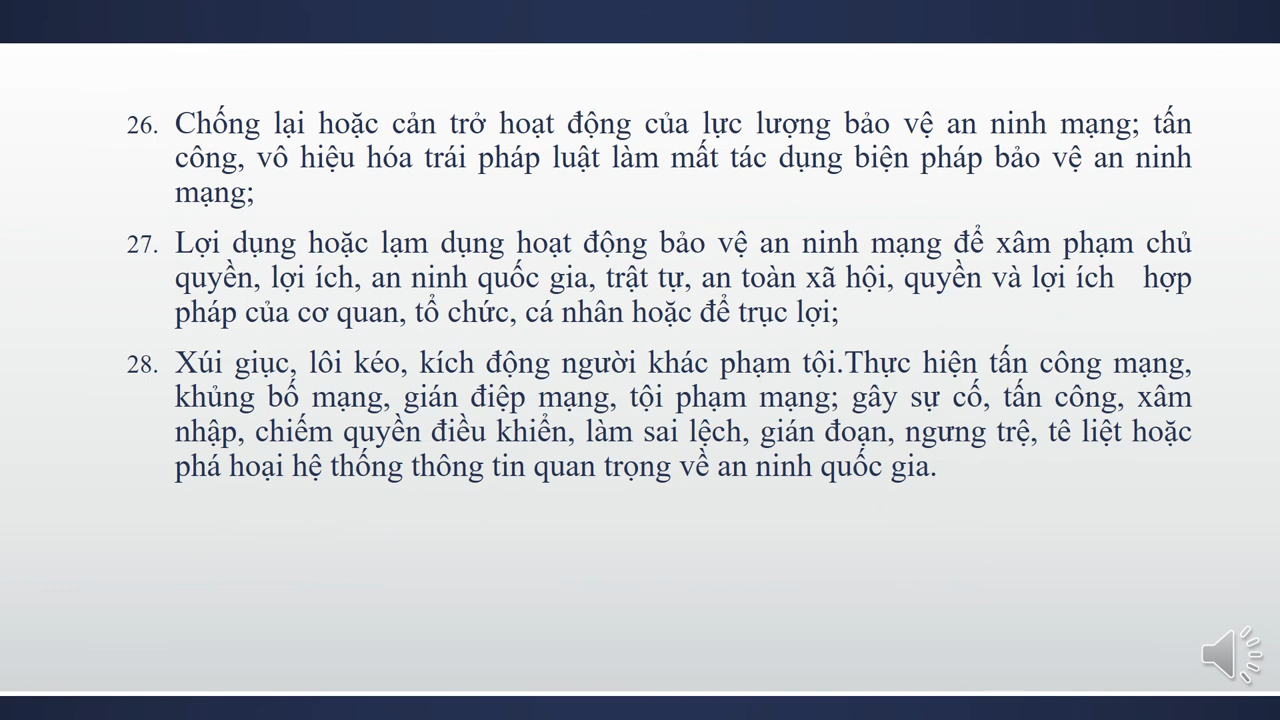 26. Chống lại hoặc cản trở hoạt động của lực lượng bảo vệ an ninh mạng; tấn
công, vô hiệu hóa trái pháp luật làm mất tác dụng biện pháp bảo vệ an ninh
mạng;
27. Lợi dụng hoặc lạm dụng hoạt động bảo vệ an ninh mạng để xâm phạm chủ
quyền, lợi ích, an ninh quốc gia, trật tự, an toàn xã hội, quyền và lợi ích hợp
pháp của cơ quan, tổ chức, cá nhân hoặc để trục lợi;
28. Xúi giục, lôi kéo, kích động người khác phạm tội.Thực hiện tấn công mạng,
khủng bố mạng, gián điệp mạng, tội phạm mạng; gây sự cố, tấn công, xâm
nhập, chiếm quyền điều khiển, làm sai lệch, gián đoạn, ngưng trệ, tê liệt hoặc
phá hoại hệ thống thông tin quan trọng về an ninh quốc gia.